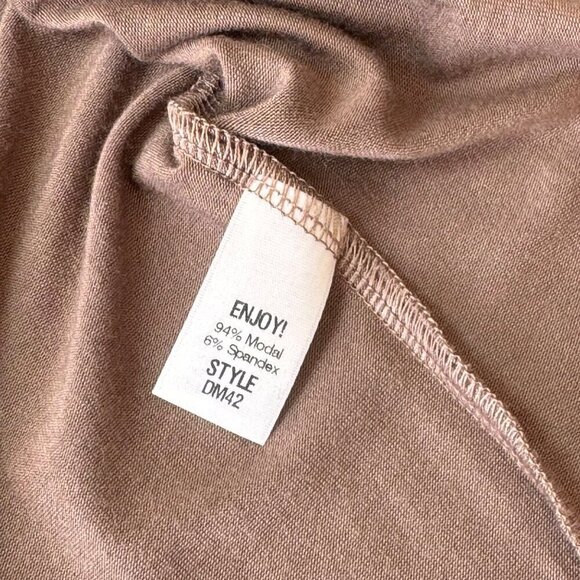 ENJOY!
94% Modal
6% Spandex
STYLE
DM42